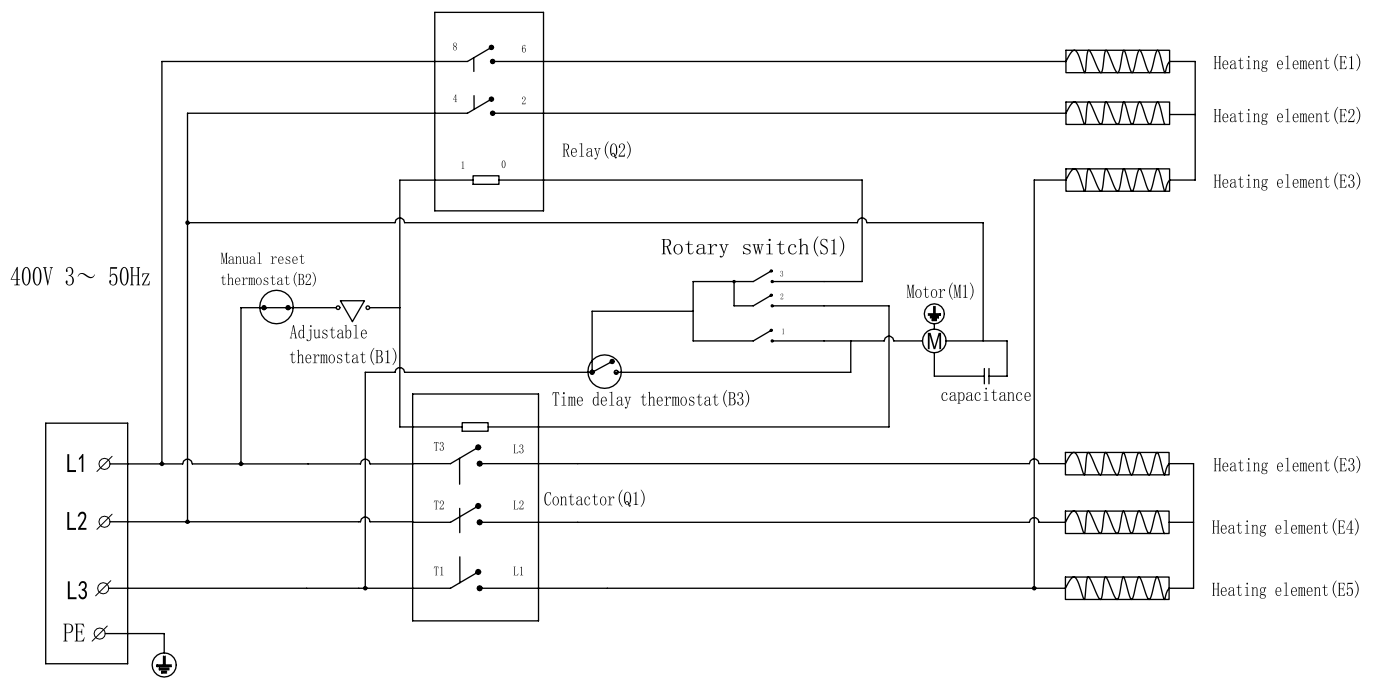 8 6
Heating element(E1)
4 2
Heating element(E2)
Relay(Q2)
1 0
Heating element(E3)
Rotary switch(S1)
400V 3～ 50Hz
Manual reset
thermostat(B2)
3
2
1
Motor(M1)
M
Adjustable
thermostat(B1)
Time delay thermostat(B3)
capacitance
L1
T3 L3
Heating element(E3)
Contactor(Q1)
L2
T2 L2
Heating element(E4)
L3
T1 L1
Heating element(E5)
PE